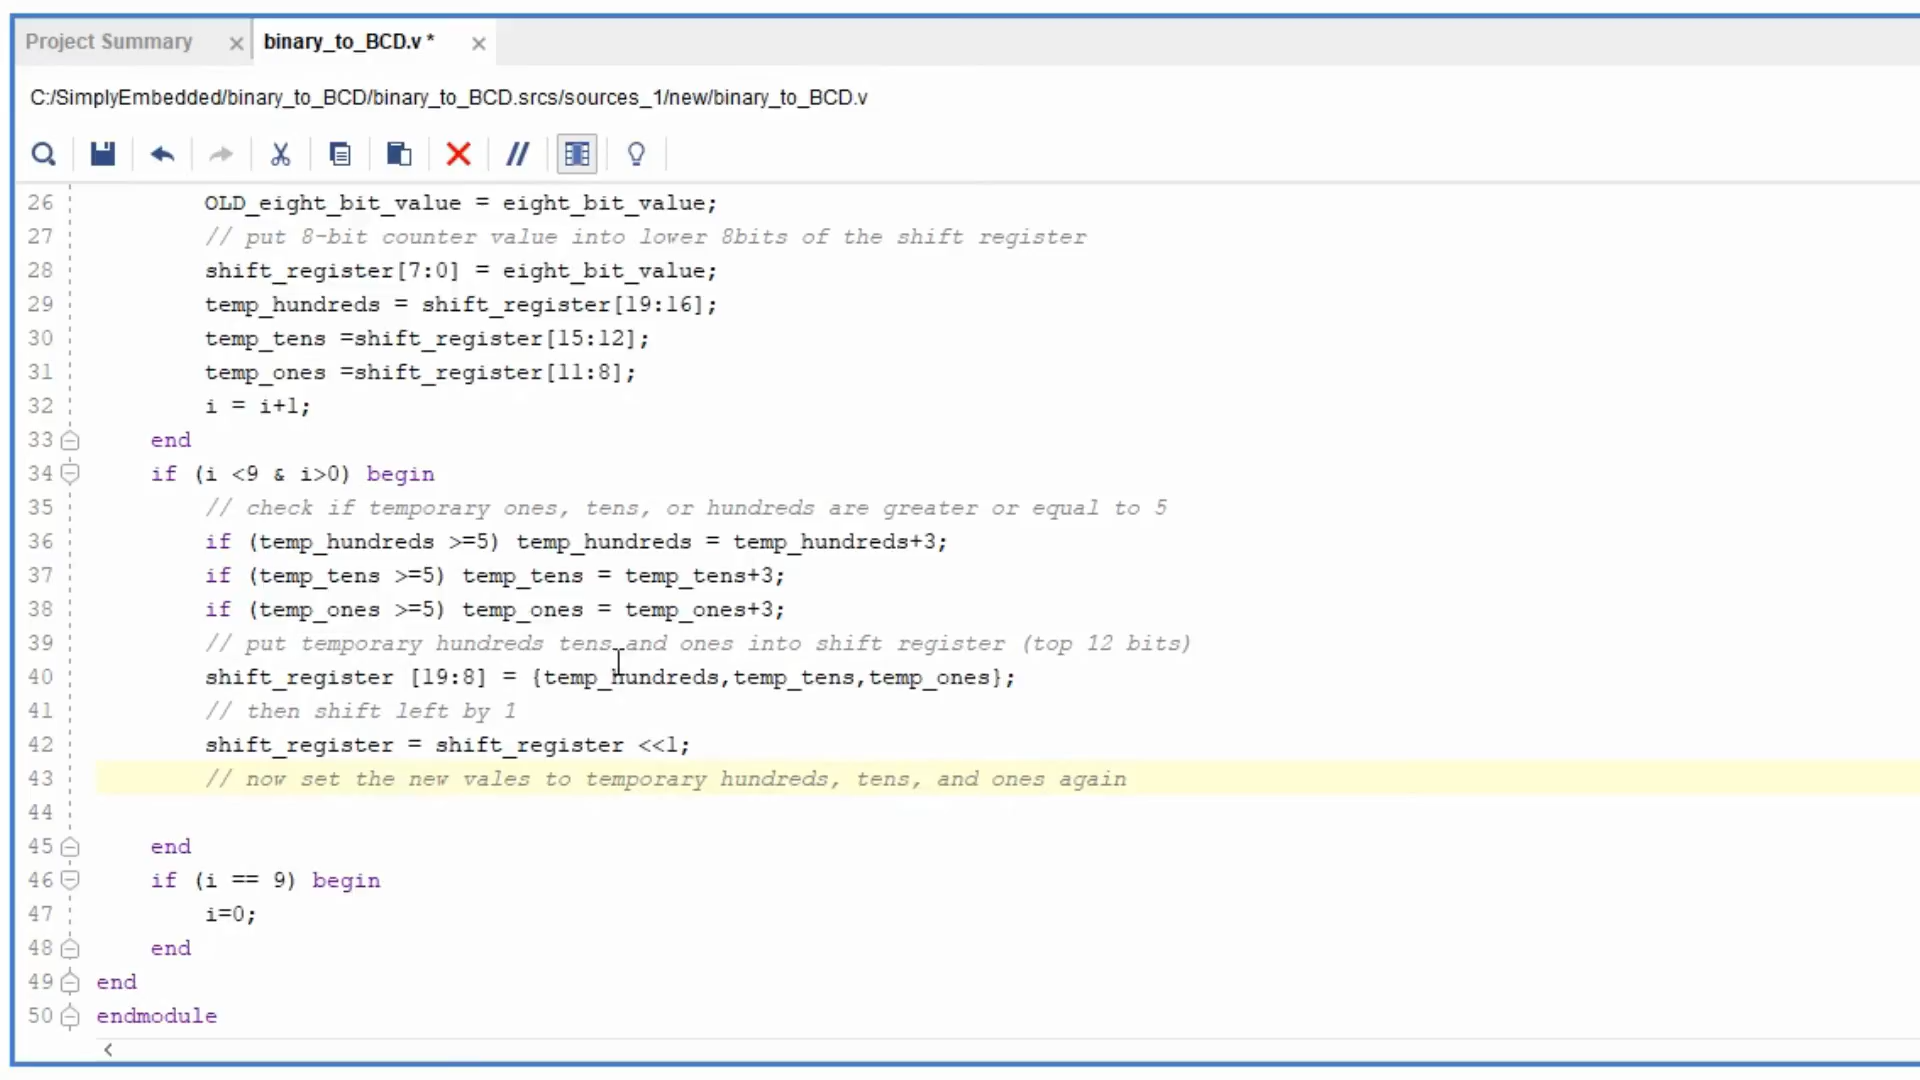 Project Summary × binary_to_BCD.v * ×
C:/SimplyEmbedded/binary_to_BCD/binary_to_BCD.srcs/sources_1/new/binary_to_BCD.v
26 OLD_eight_bit_value = eight_bit_value;
27 // put 8-bit counter value into lower 8bits of the shift register
28 shift_register[7:0] = eight_bit_value;
29 temp_hundreds = shift_register[19:16];
30 temp_tens =shift_register[15:12];
31 temp_ones =shift_register[11:8];
32 i = i+1;
33 end
34 if (i <9 & i>0) begin
35 // check if temporary ones, tens, or hundreds are greater or equal to 5
36 if (temp_hundreds >=5) temp_hundreds = temp_hundreds+3;
37 if (temp_tens >=5) temp_tens = temp_tens+3;
38 if (temp_ones >=5) temp_ones = temp_ones+3;
39 // put temporary hundreds tens and ones into shift register (top 12 bits)
40 shift_register [19:8] = {temp_hundreds,temp_tens,temp_ones};
41 // then shift left by 1
42 shift_register = shift_register <<1;
43 // now set the new vales to temporary hundreds, tens, and ones again
44
45 end
46 if (i == 9) begin
47 i=0;
48 end
49 end
50 endmodule